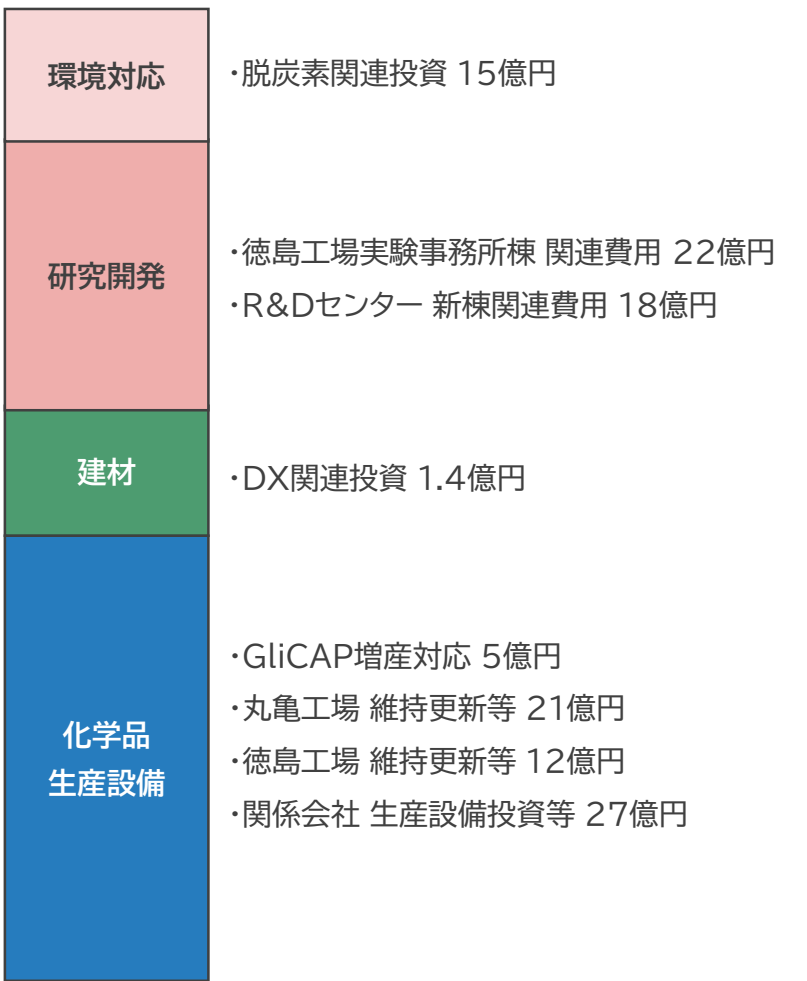 環境対応
・脱炭素関連投資 15億円
研究開発
・徳島工場実験事務所棟 関連費用 22億円
・R&Dセンター 新棟関連費用 18億円
建材
・DX関連投資 1.4億円
化学品
生産設備
・GliCAP増産対応 5億円
・丸亀工場 維持更新等 21億円
・徳島工場 維持更新等 12億円
・関係会社 生産設備投資等 27億円